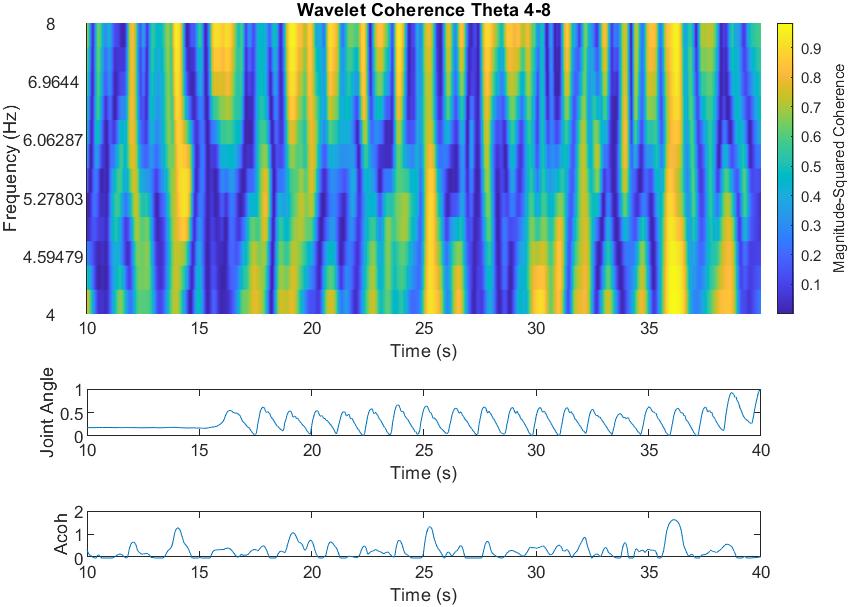 Wavelet Coherence Theta 4-8
8
6.9644
6.06287
5.27803
4.59479
4
Frequency (Hz)
10 15 20 25 30 35
Time (s)
0.9
0.8
0.7
0.6
0.5
0.4
0.3
0.2
0.1
Magnitude-Squared Coherence
1
0.5
0
Joint Angle
10 15 20 25 30 35 40
Time (s)
2
1
0
Acoh
10 15 20 25 30 35 40
Time (s)